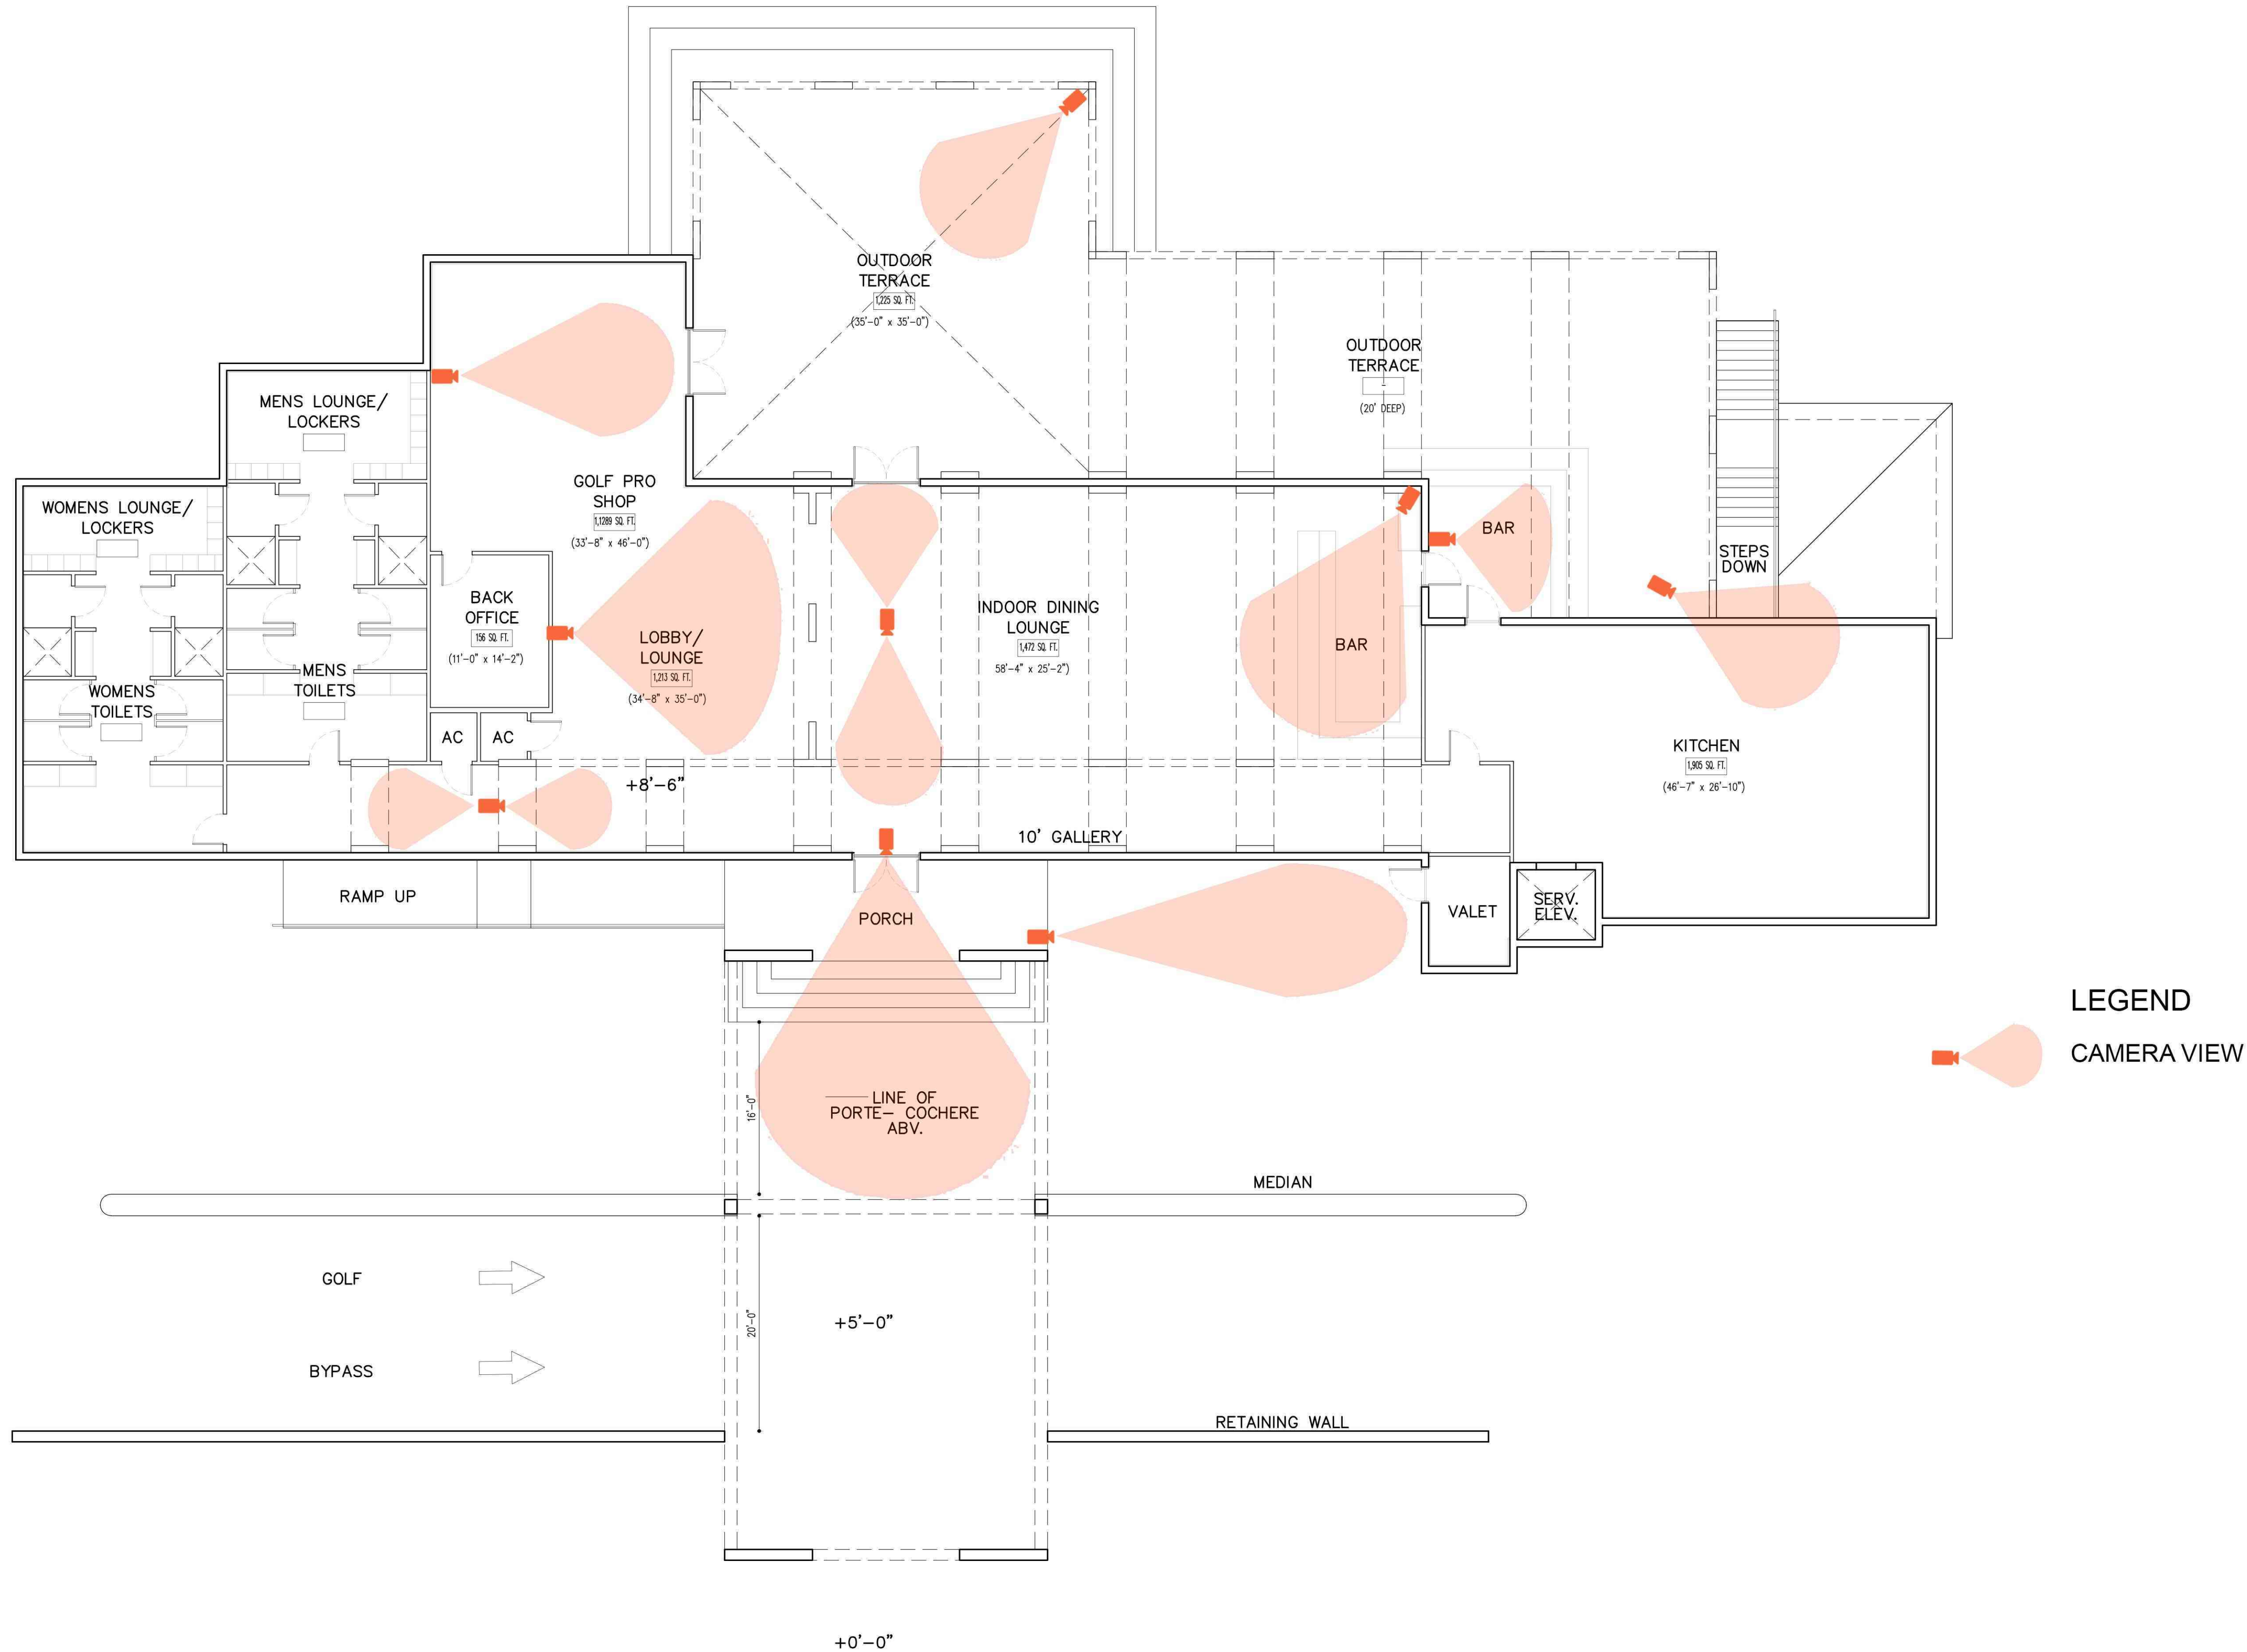 OUTDOOR
TERRACE
1,225 SQ. FT.
(35'-0" x 35'-0")
OUTDOOR
TERRACE
(20' DEEP)
MENS LOUNGE/
LOCKERS
GOLF PRO
SHOP
1,1289 SQ. FT.
(33'-8" x 46'-0")
WOMENS LOUNGE/
LOCKERS
BAR
STEPS
DOWN
BACK
OFFICE
156 SQ. FT.
(11'-0" x 14'-2")
LOBBY/
LOUNGE
1,213 SQ. FT.
(34'-8" x 35'-0")
INDOOR DINING
LOUNGE
1,472 SQ. FT.
58'-4" x 25'-2")
BAR
MENS
TOILETS
WOMENS
TOILETS
AC
AC
KITCHEN
1,905 SQ. FT.
(46'-7" x 26'-10")
+8'-6"
10' GALLERY
RAMP UP
PORCH
VALET
SERV.
ELEV.
LEGEND
CAMERA VIEW
LINE OF
PORTE- COCHERE
ABV.
16'-0"
MEDIAN
GOLF
20'-0"
+5'-0"
BYPASS
RETAINING WALL
+0'-0"